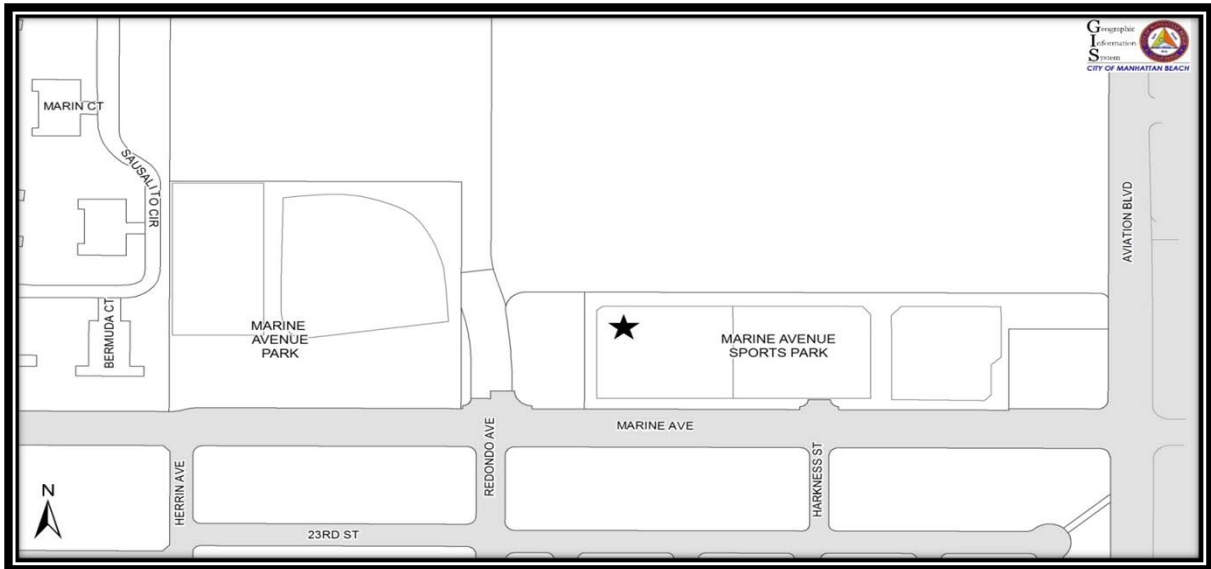 Geographic
Information
System
CITY OF MANHATTAN BEACH
MARIN CT
SAUSALITO CIR
AVIATION BLVD
BERMUDA CT
MARINE
AVENUE
PARK
MARINE AVENUE
SPORTS PARK
MARINE AVE
REDONDO AVE
HARKNESS ST
HERRIN AVE
N
23RD ST